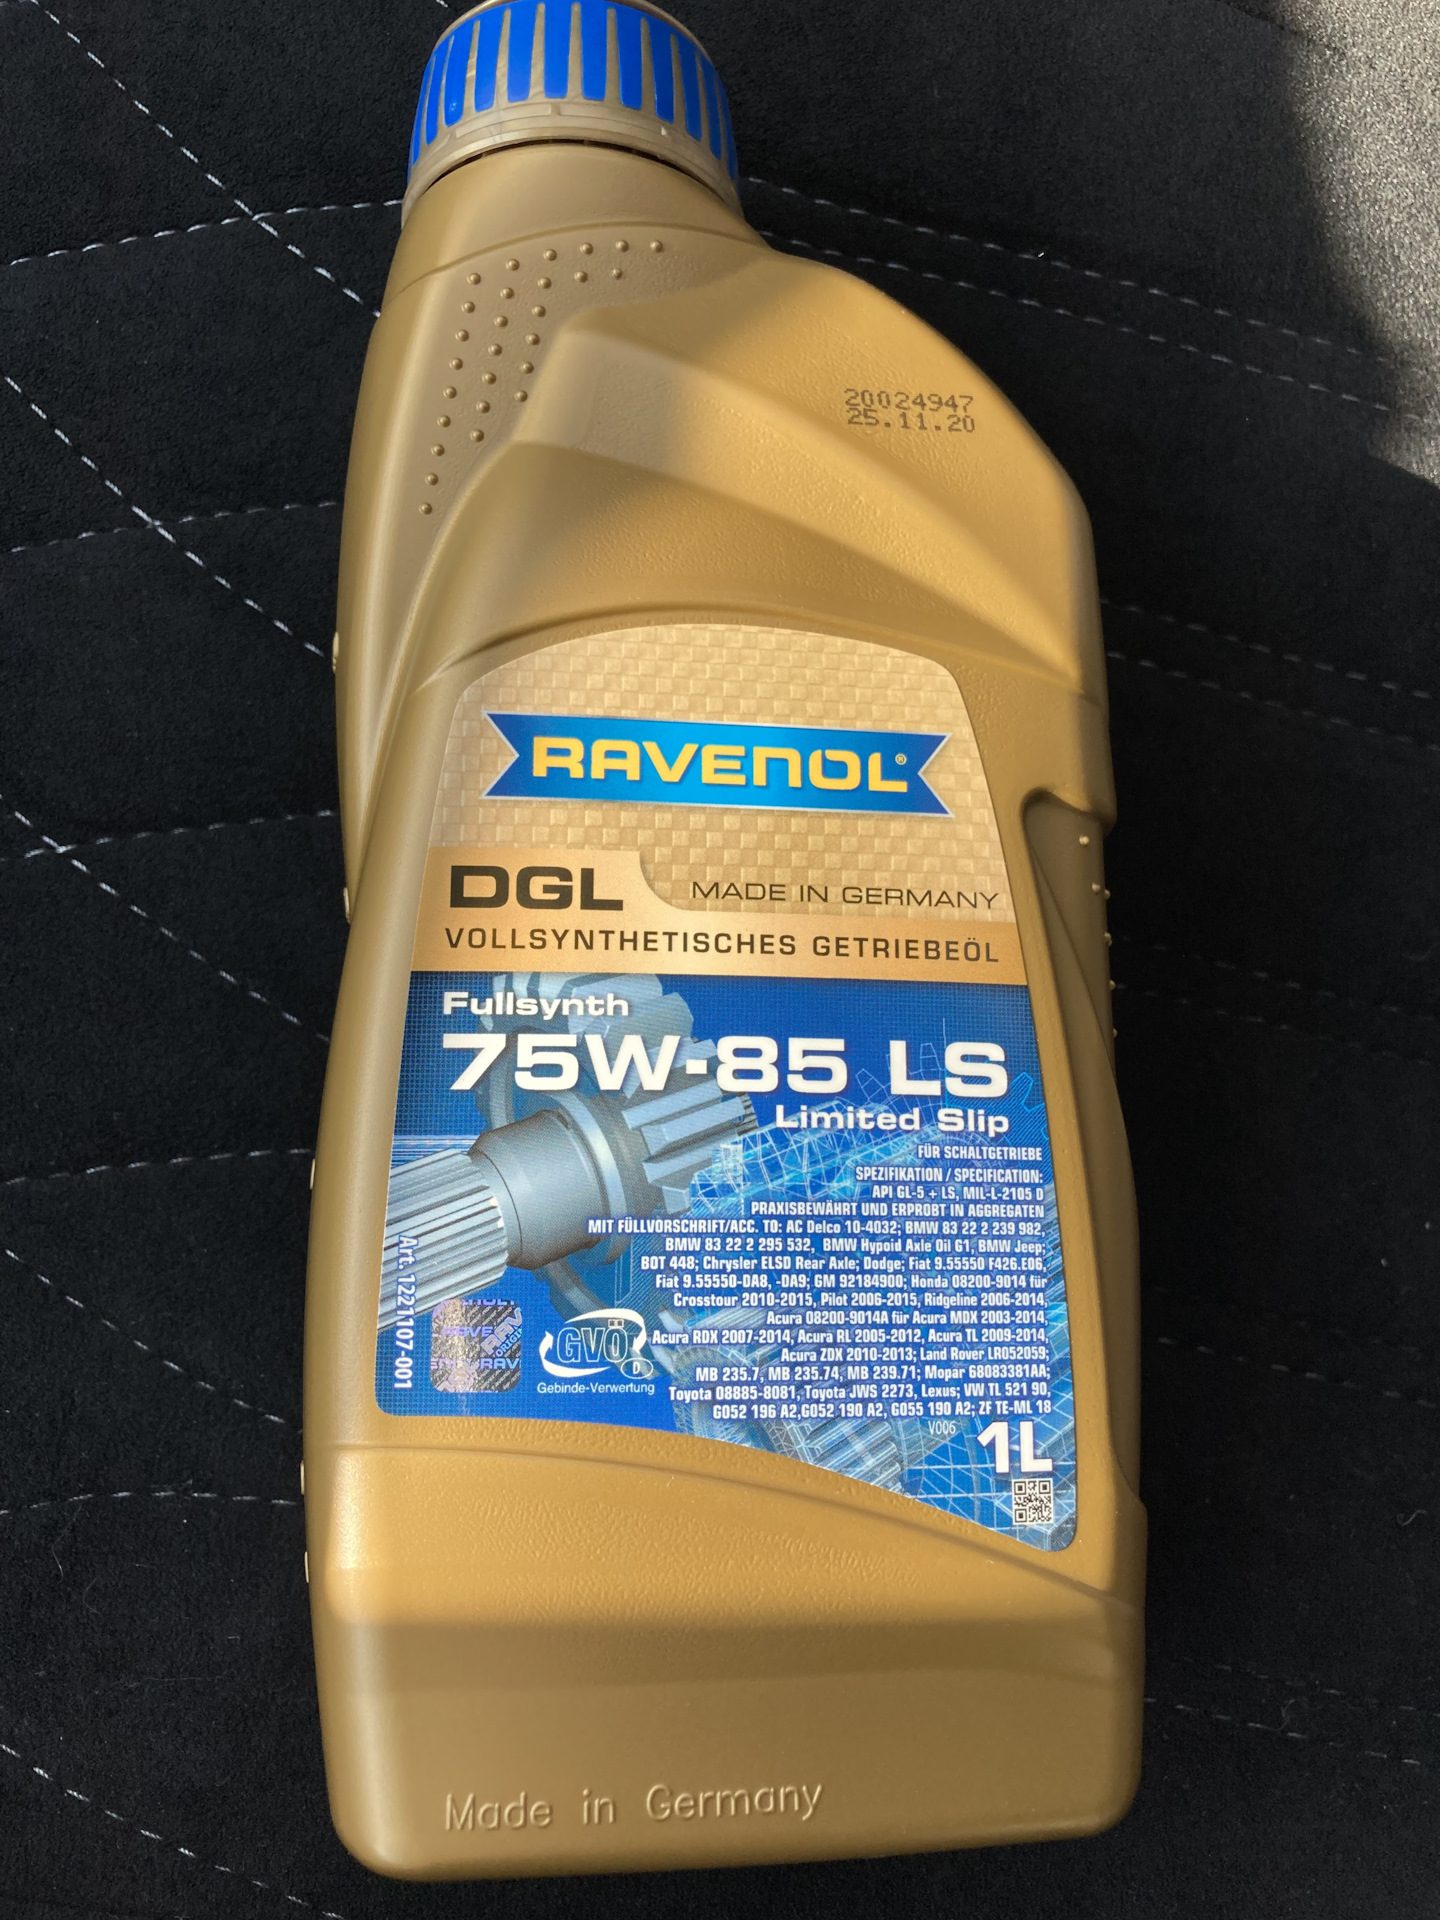 20024947
25.11.20
RAVENOL®
DGL
MADE IN GERMANY
VOLLSYNTHETISCHES GETRIEBEÖL
Fullsynth
75W-85 LS
Limited Slip
FÜR SCHALTGETRIEBE
SPEZIFIKATION / SPECIFICATION:
API GL-5 + LS, MIL-L-2105 D
PRAXISBEWÄHRT UND ERPROBT IN AGGREGATEN
MIT FÜLLVORSCHRIFT/ACC. TO: AC Delco 10-4032; BMW 83 22 2 239 982,
BMW 83 22 2 295 532, BMW Hypoid Axle Oil G1, BMW Jeep;
BOT 448; Chrysler ELSD Rear Axle; Dodge; Fiat 9.55550 F426.E06,
Fiat 9.55550-DA8, -DA9; GM 92184900; Honda 08200-9014 für
Crosstour 2010-2015, Pilot 2006-2015, Ridgeline 2006-2014,
Acura 08200-9014A für Acura MDX 2003-2014,
Acura RDX 2007-2014, Acura RL 2005-2012, Acura TL 2009-2014,
Acura ZDX 2010-2013; Land Rover LR052059;
MB 235.7, MB 235.74, MB 239.71; Mopar 68083381AA;
Toyota 08885-8081, Toyota JWS 2273, Lexus; VW TL 521 90,
G052 196 A2,G052 190 A2, G055 190 A2; ZF TE-ML 18
V006
1L
Art. 1221107-001
GVÖ
D
Gebinde-Verwertung
Made in Germany